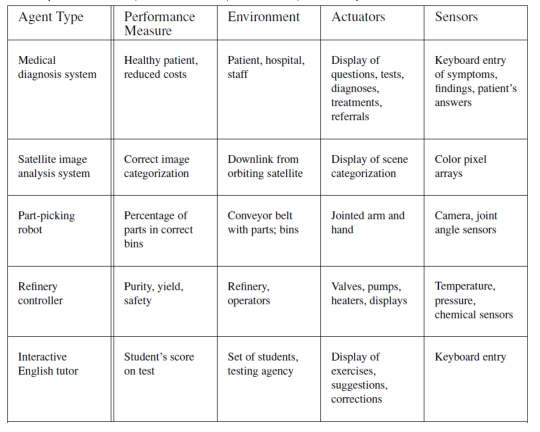 Agent Type
Performance
Measure
Environment
Actuators
Sensors
Medical
diagnosis system
Healthy patient,
reduced costs
Patient, hospital,
staff
Display of
questions, tests,
diagnoses,
treatments,
referrals
Keyboard entry
of symptoms,
findings, patient's
answers
Satellite image
analysis system
Correct image
categorization
Downlink from
orbiting satellite
Display of scene
categorization
Color pixel
arrays
Part-picking
robot
Percentage of
parts in correct
bins
Conveyor belt
with parts; bins
Jointed arm and
hand
Camera, joint
angle sensors
Refinery
controller
Purity, yield,
safety
Refinery,
operators
Valves, pumps,
heaters, displays
Temperature,
pressure,
chemical sensors
Interactive
English tutor
Student's score
on test
Set of students,
testing agency
Display of
exercises,
suggestions,
corrections
Keyboard entry